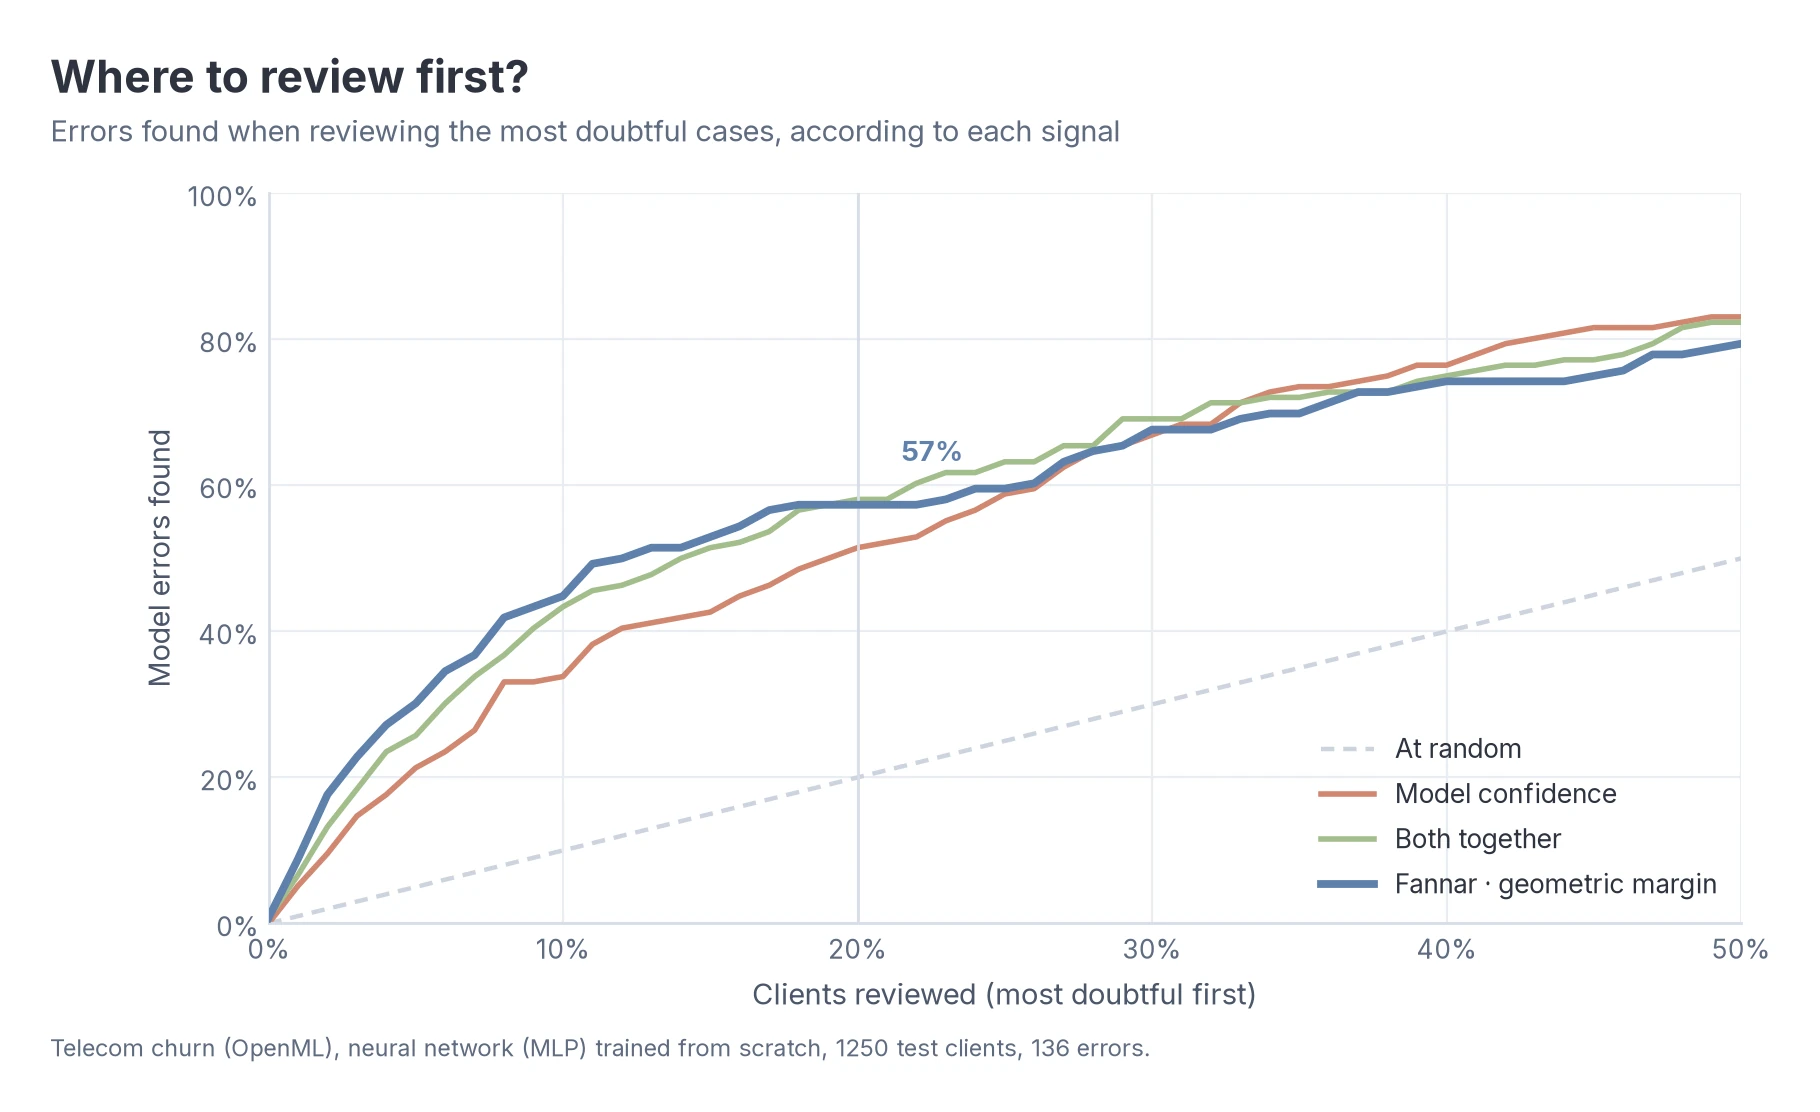 Where to review first?
Errors found when reviewing the most doubtful cases, according to each signal
100%
80%
60%
40%
20%
0%
Model errors found
57%
At random
Model confidence
Both together
Fannar · geometric margin
0%
10%
20%
30%
40%
50%
Clients reviewed (most doubtful first)
Telecom churn (OpenML), neural network (MLP) trained from scratch, 1250 test clients, 136 errors.